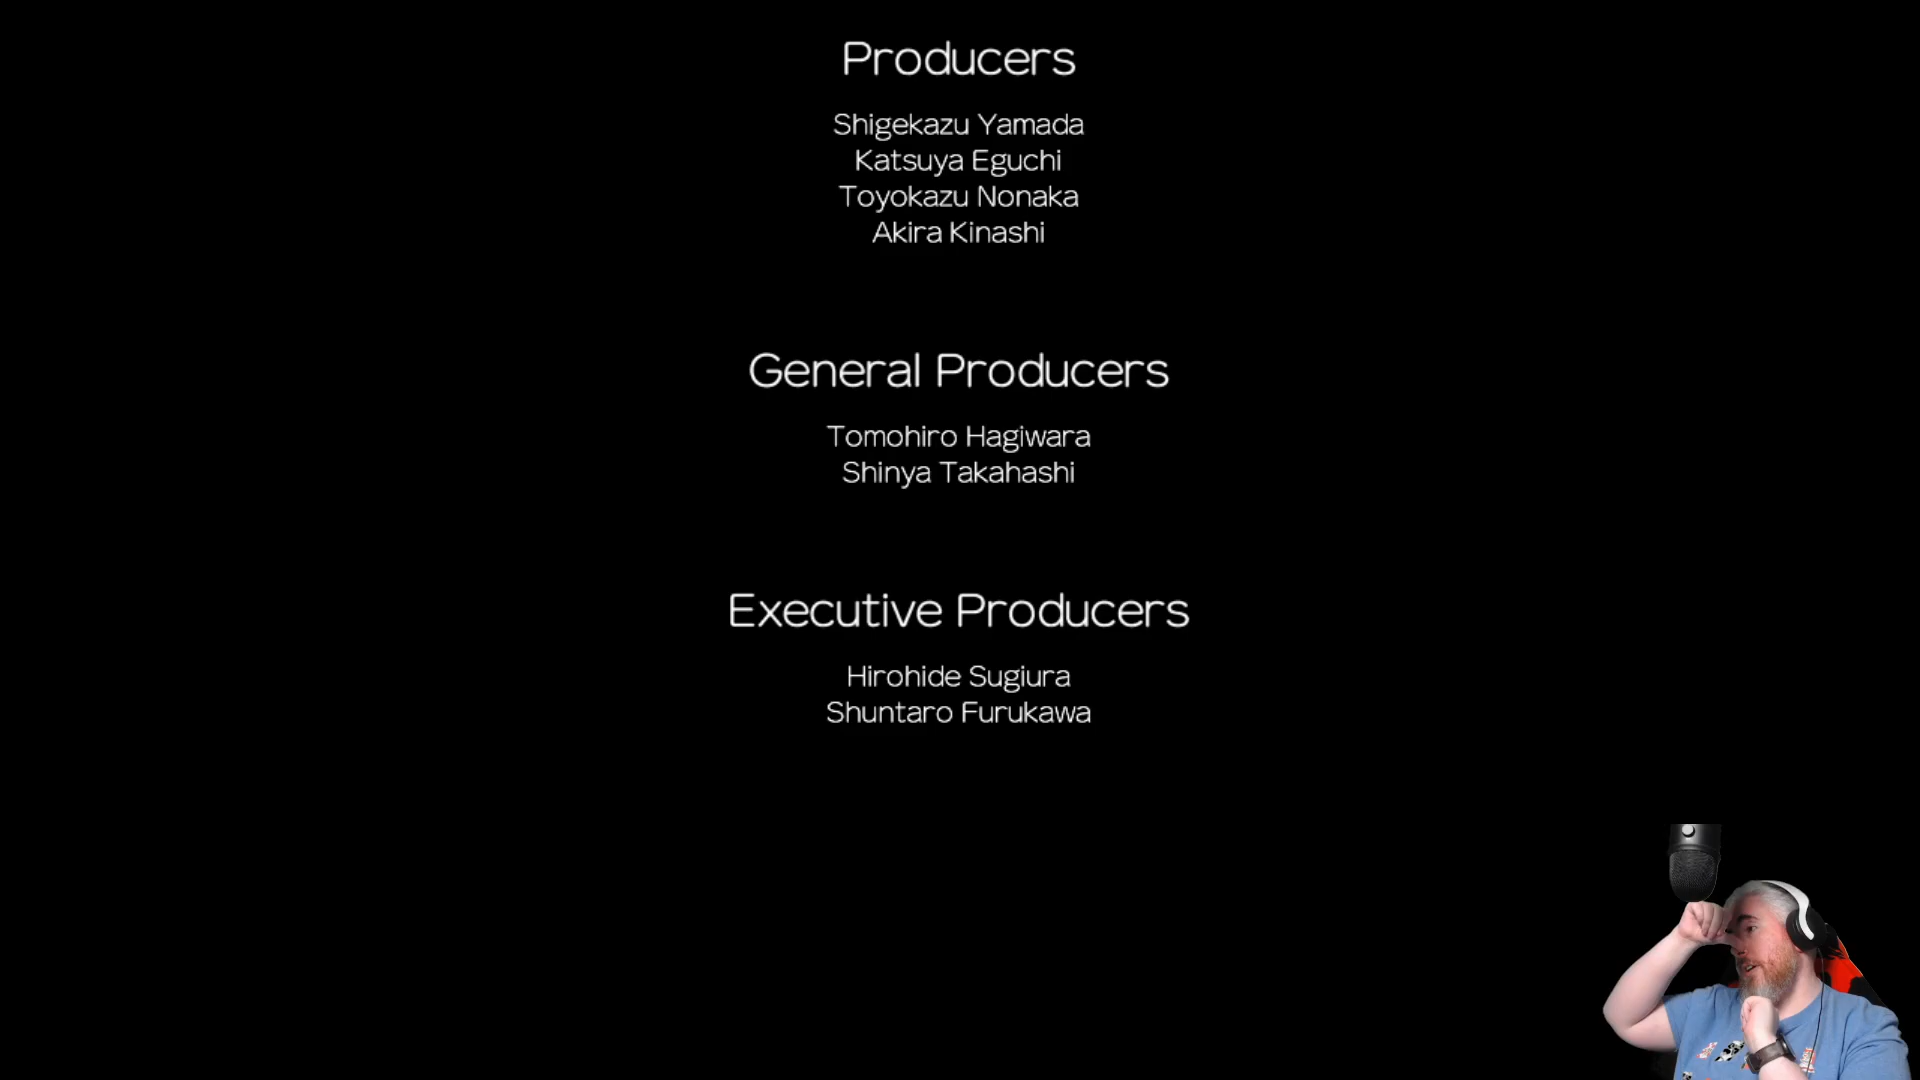 Producers
Shigekazu Yamada
Katsuya Eguchi
Toyokazu Nonaka
Akira Kinashi
General Producers
Tomohiro Hagiwara
Shinya Takahashi
Executive Producers
Hirohide Sugiura
Shuntaro Furukawa